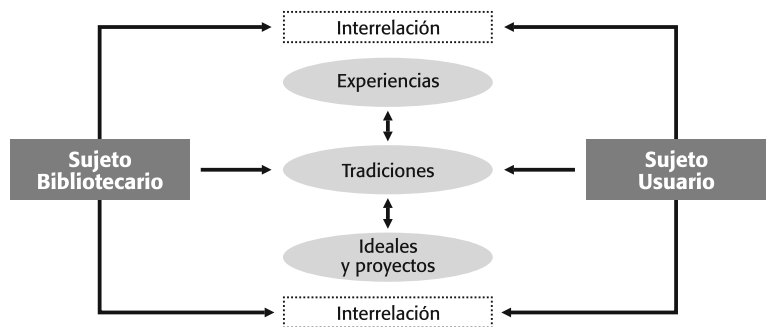 Interrelación
Experiencias
Sujeto
Bibliotecario
Tradiciones
Sujeto
Usuario
Ideales
y proyectos
Interrelación